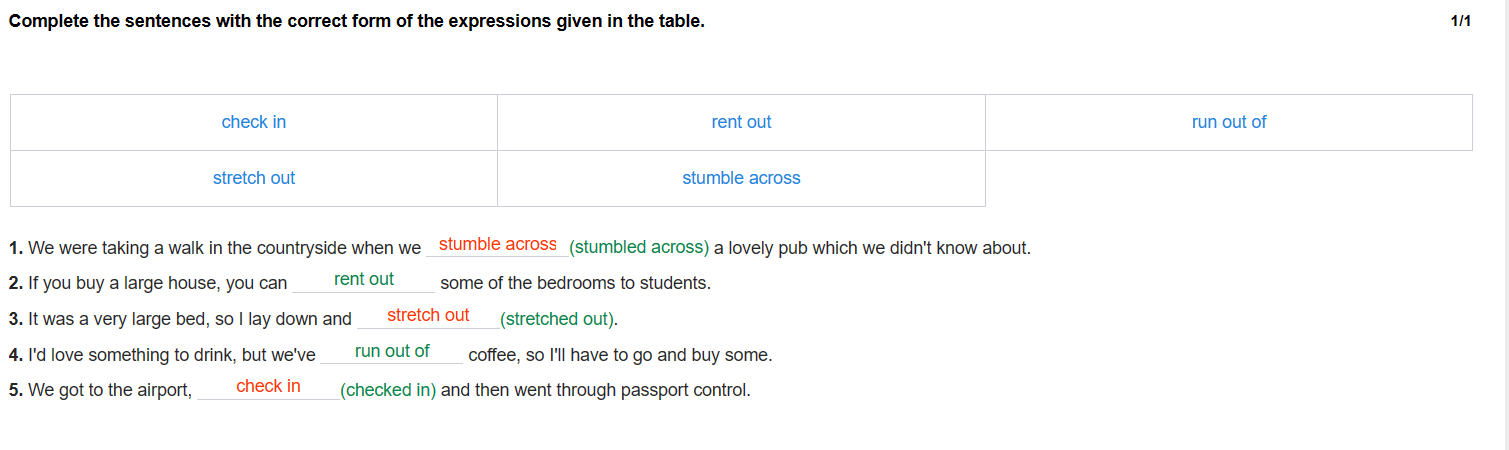 Complete the sentences with the correct form of the expressions given in the table. 1/1
check in rent out run out of
stretch out stumble across
1. We were taking a walk in the countryside when we stumble across (stumbled across) a lovely pub which we didn't know about.
2. If you buy a large house, you can rent out some of the bedrooms to students.
3. It was a very large bed, so I lay down and stretch out (stretched out).
4. I'd love something to drink, but we've run out of coffee, so I'll have to go and buy some.
5. We got to the airport, check in (checked in) and then went through passport control.